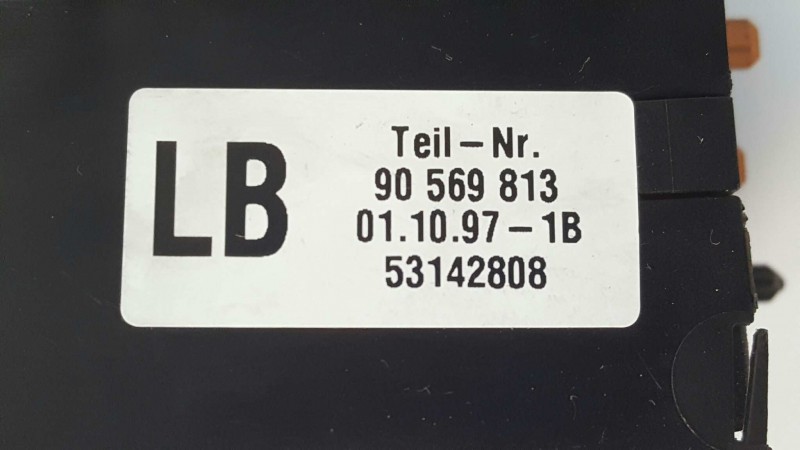 LB
Teil–Nr.
90 569 813
01.10.97–1B
53142808